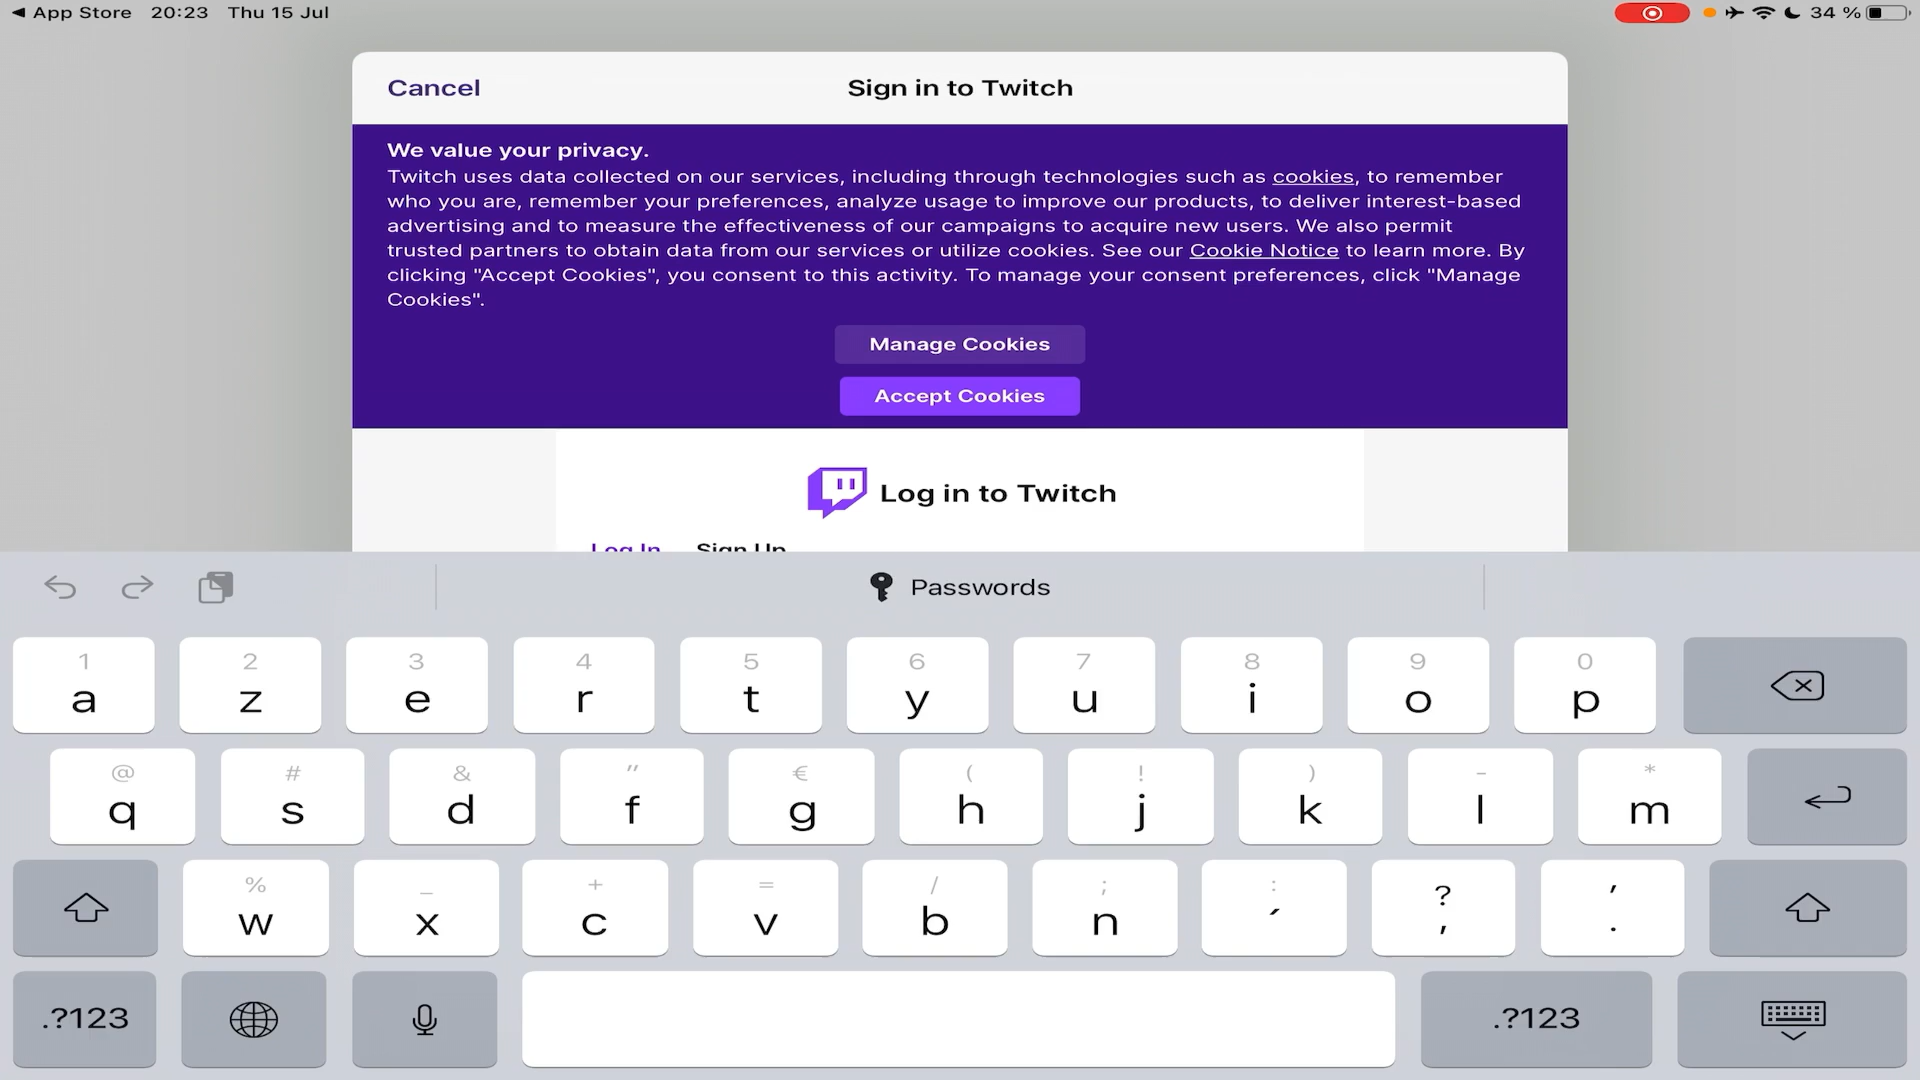 App Store 20:23 Thu 15 Jul 34 %
Cancel Sign in to Twitch
We value your privacy.
Twitch uses data collected on our services, including through technologies such as cookies, to remember
who you are, remember your preferences, analyze usage to improve our products, to deliver interest-based
advertising and to measure the effectiveness of our campaigns to acquire new users. We also permit
trusted partners to obtain data from our services or utilize cookies. See our Cookie Notice to learn more. By
clicking "Accept Cookies", you consent to this activity. To manage your consent preferences, click "Manage
Cookies".
Manage Cookies
Accept Cookies
Log in to Twitch
Log In Sign Up
Passwords
1 2 3 4 5 6 7 8 9 0
a z e r t y u i o p
@ # & " € ( ! ) - *
q s d f g h j k l m
% _ + = / ; : ? '
w x c v b n ´ , .
.?123 .?123